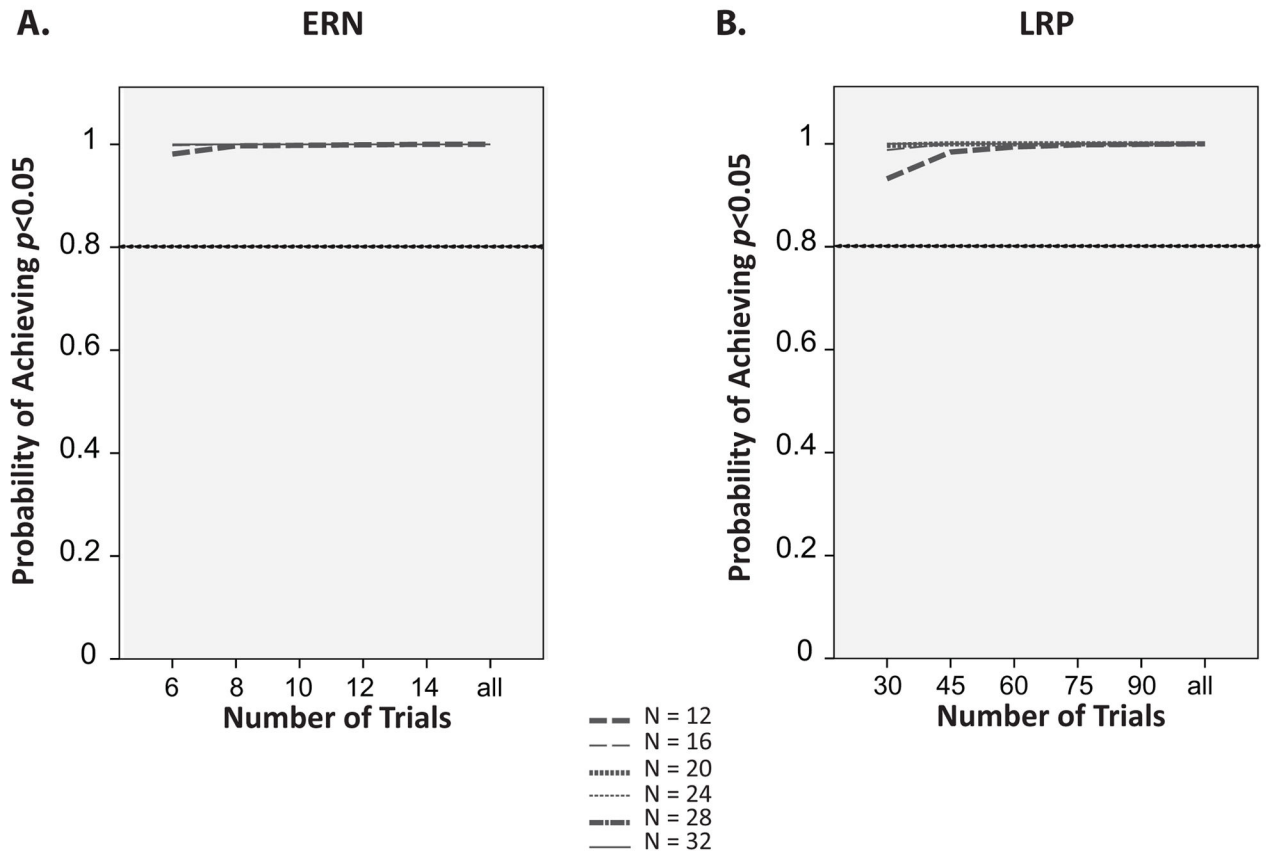 A.
ERN
Probability of Achieving p<0.05
1
0.8
0.6
0.4
0.2
0
6 8 10 12 14 all
Number of Trials
B.
LRP
Probability of Achieving p<0.05
1
0.8
0.6
0.4
0.2
0
30 45 60 75 90 all
Number of Trials
N = 12
N = 16
N = 20
N = 24
N = 28
N = 32